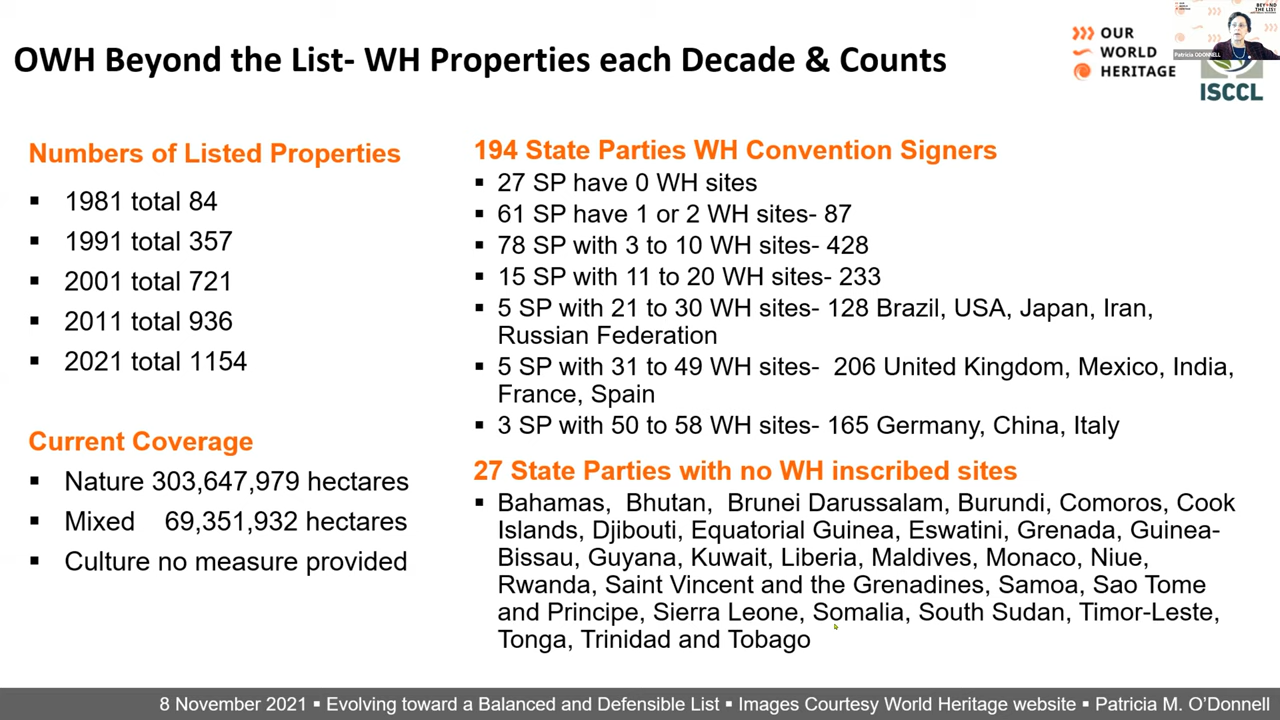 OWH Beyond the List- WH Properties each Decade & Counts
OUR
WORLD
HERITAGE
Patricia ODONNELL
ISCCL
Numbers of Listed Properties
▪ 1981 total 84
▪ 1991 total 357
▪ 2001 total 721
▪ 2011 total 936
▪ 2021 total 1154
Current Coverage
▪ Nature 303,647,979 hectares
▪ Mixed 69,351,932 hectares
▪ Culture no measure provided
194 State Parties WH Convention Signers
▪ 27 SP have 0 WH sites
▪ 61 SP have 1 or 2 WH sites- 87
▪ 78 SP with 3 to 10 WH sites- 428
▪ 15 SP with 11 to 20 WH sites- 233
▪ 5 SP with 21 to 30 WH sites- 128 Brazil, USA, Japan, Iran,
Russian Federation
▪ 5 SP with 31 to 49 WH sites- 206 United Kingdom, Mexico, India,
France, Spain
▪ 3 SP with 50 to 58 WH sites- 165 Germany, China, Italy
27 State Parties with no WH inscribed sites
▪ Bahamas, Bhutan, Brunei Darussalam, Burundi, Comoros, Cook
Islands, Djibouti, Equatorial Guinea, Eswatini, Grenada, Guinea-
Bissau, Guyana, Kuwait, Liberia, Maldives, Monaco, Niue,
Rwanda, Saint Vincent and the Grenadines, Samoa, Sao Tome
and Principe, Sierra Leone, Somalia, South Sudan, Timor-Leste,
Tonga, Trinidad and Tobago
8 November 2021 ▪ Evolving toward a Balanced and Defensible List ▪ Images Courtesy World Heritage website ▪ Patricia M. O'Donnell